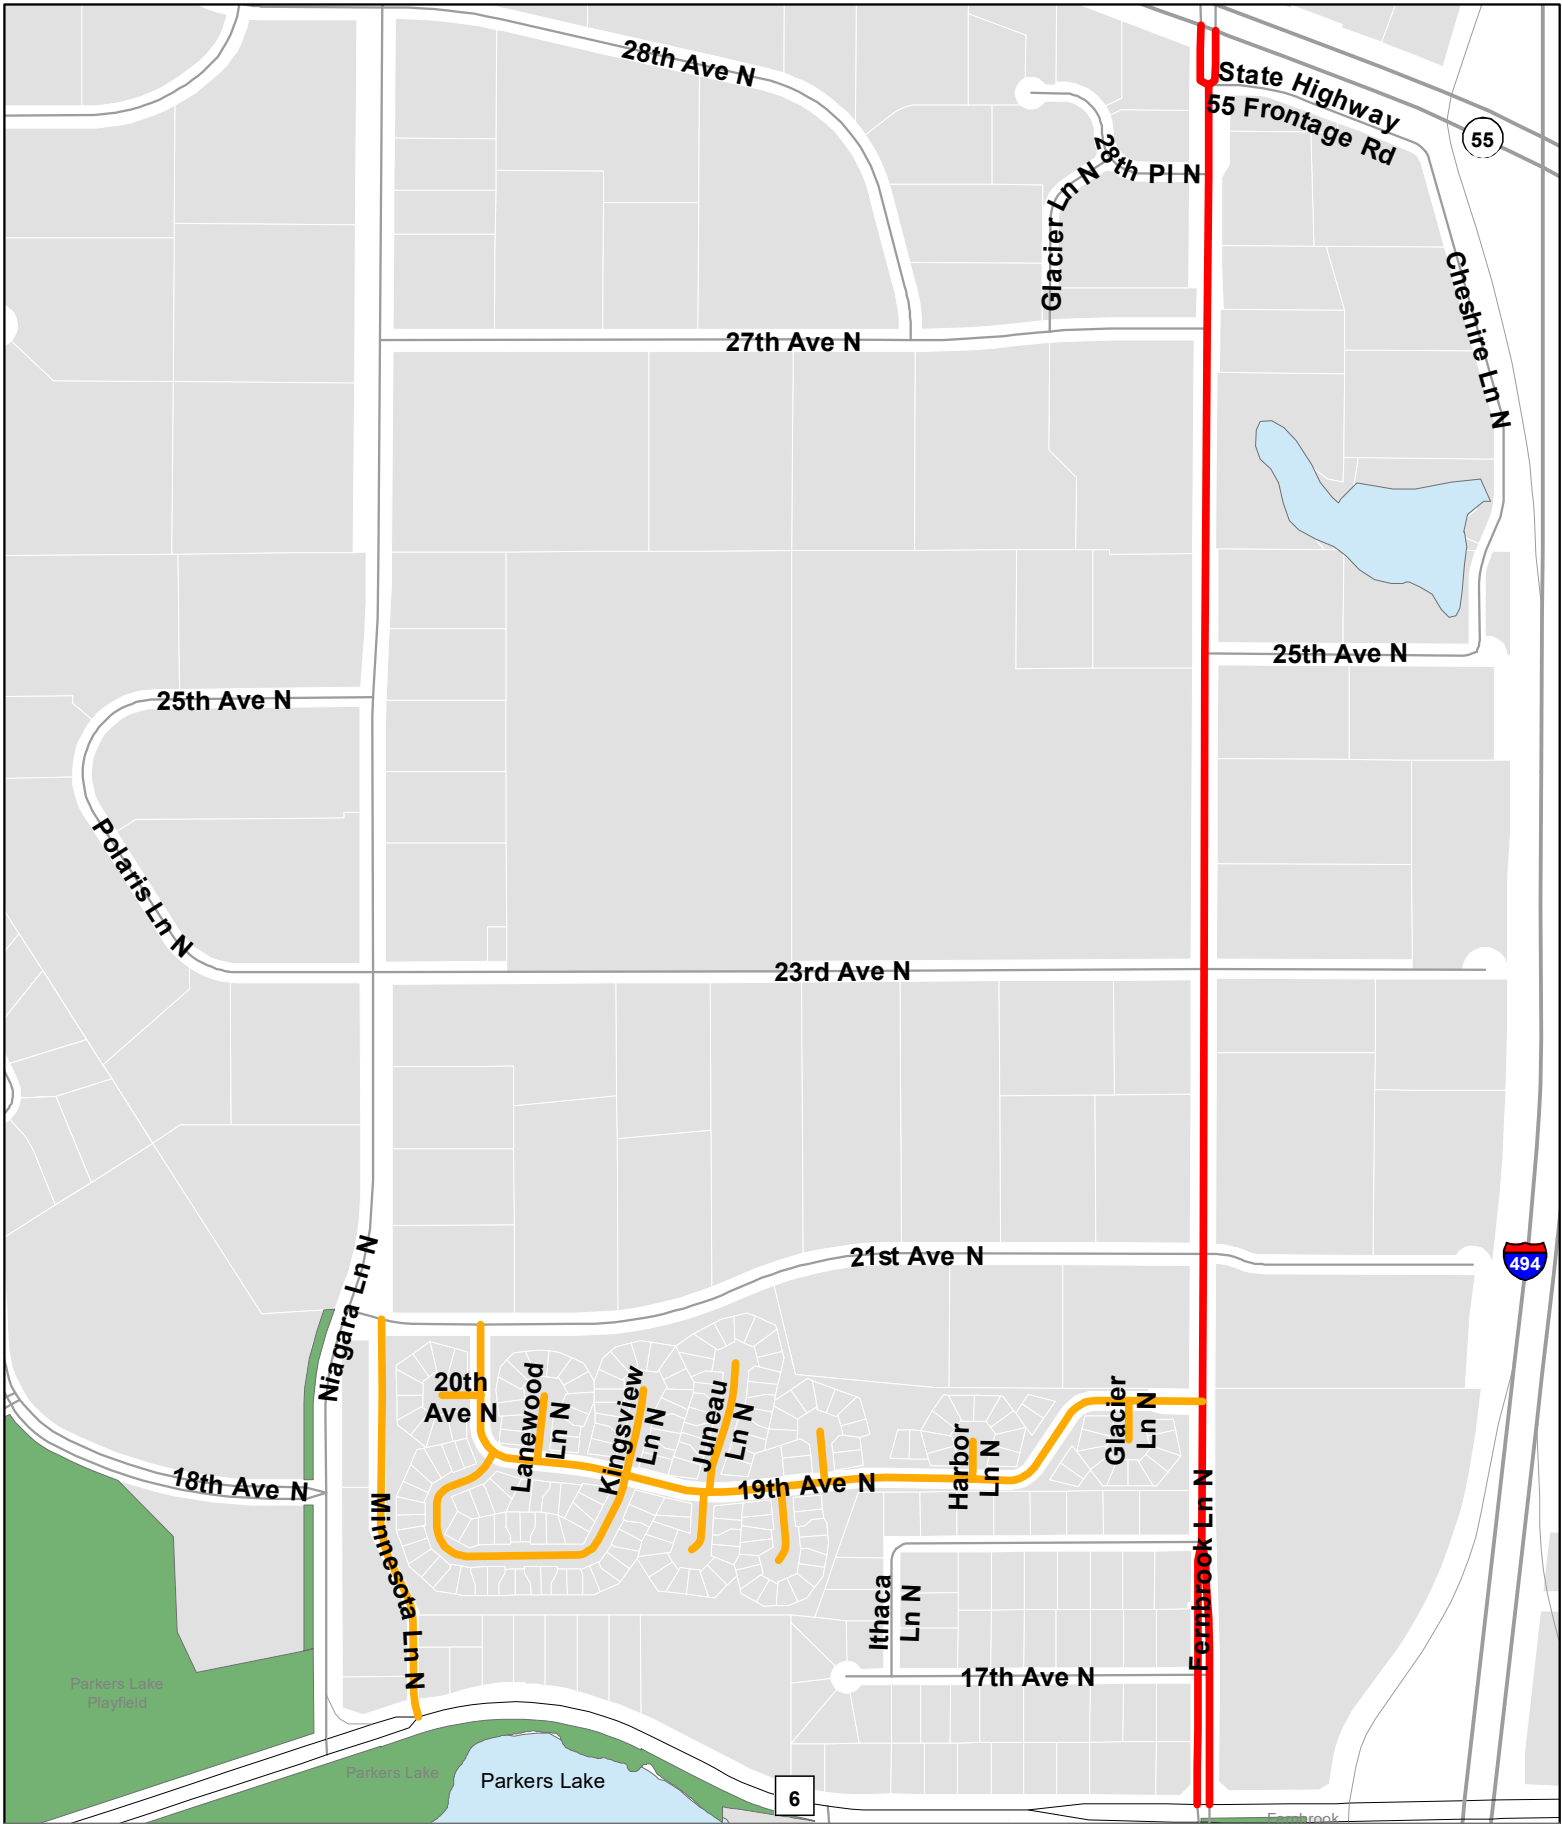 28th Ave N
State Highway
55 Frontage Rd
55
28th Pl N
Glacier Ln N
Cheshire Ln N
27th Ave N
25th Ave N
25th Ave N
Polaris Ln N
23rd Ave N
Niagara Ln N
21st Ave N
494
20th
Ave N
Lanewood
Ln N
Kingsview
Ln N
Juneau
Ln N
Harbor
Ln N
Glacier
Ln N
18th Ave N
19th Ave N
Minnesota Ln N
Fernbrook Ln N
Ithaca
Ln N
17th Ave N
Parkers Lake
Playfield
Parkers Lake
Parkers Lake
6
Fernbrook